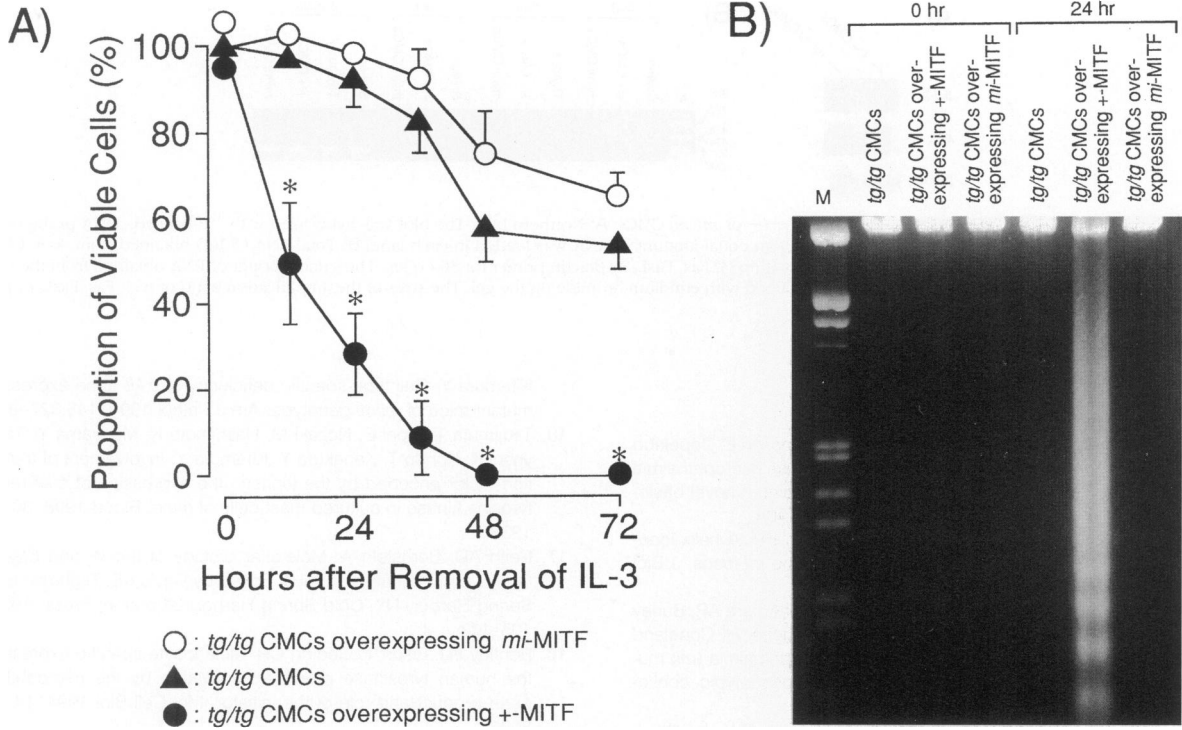 A)
Proportion of Viable Cells (%)
100
80
60
40
20
0
*
*
*
*
*
0
24
48
72
Hours after Removal of IL-3
○ : tg/tg CMCs overexpressing mi-MITF
▲ : tg/tg CMCs
● : tg/tg CMCs overexpressing +-MITF
B)
0 hr
24 hr
M
tg/tg CMCs
tg/tg CMCs over-
expressing +-MITF
tg/tg CMCs over-
expressing mi-MITF
tg/tg CMCs
tg/tg CMCs over-
expressing +-MITF
tg/tg CMCs over-
expressing mi-MITF